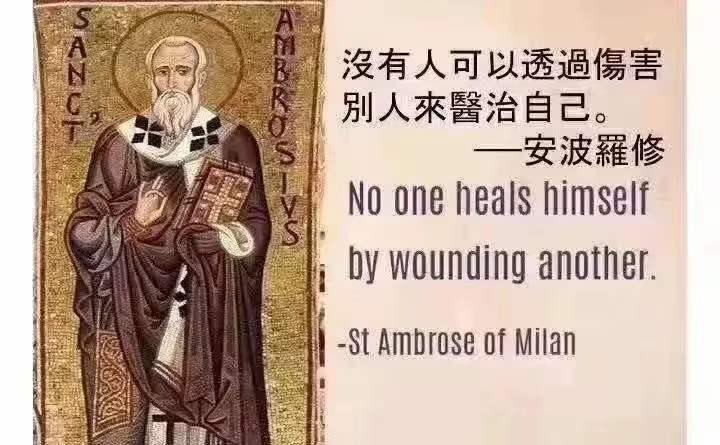 SANCT,
AMBROSIVS
沒有人可以透過傷害
別人來醫治自己。
——安波羅修
No one heals himself
by wounding another.
-St Ambrose of Milan